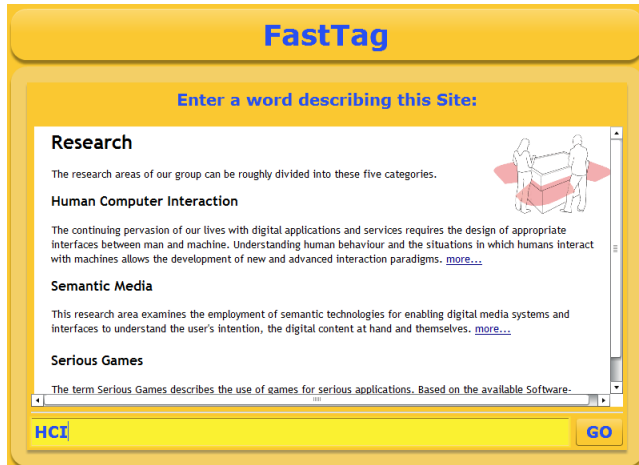 FastTag
Enter a word describing this Site:
Research
The research areas of our group can be roughly divided into these five categories.
Human Computer Interaction
The continuing pervasion of our lives with digital applications and services requires the design of appropriate
interfaces between man and machine. Understanding human behaviour and the situations in which humans interact
with machines allows the development of new and advanced interaction paradigms. more...
Semantic Media
This research area examines the employment of semantic technologies for enabling digital media systems and
interfaces to understand the user's intention, the digital content at hand and themselves. more...
Serious Games
The term Serious Games describes the use of games for serious applications. Based on the available Software-
HCI
GO